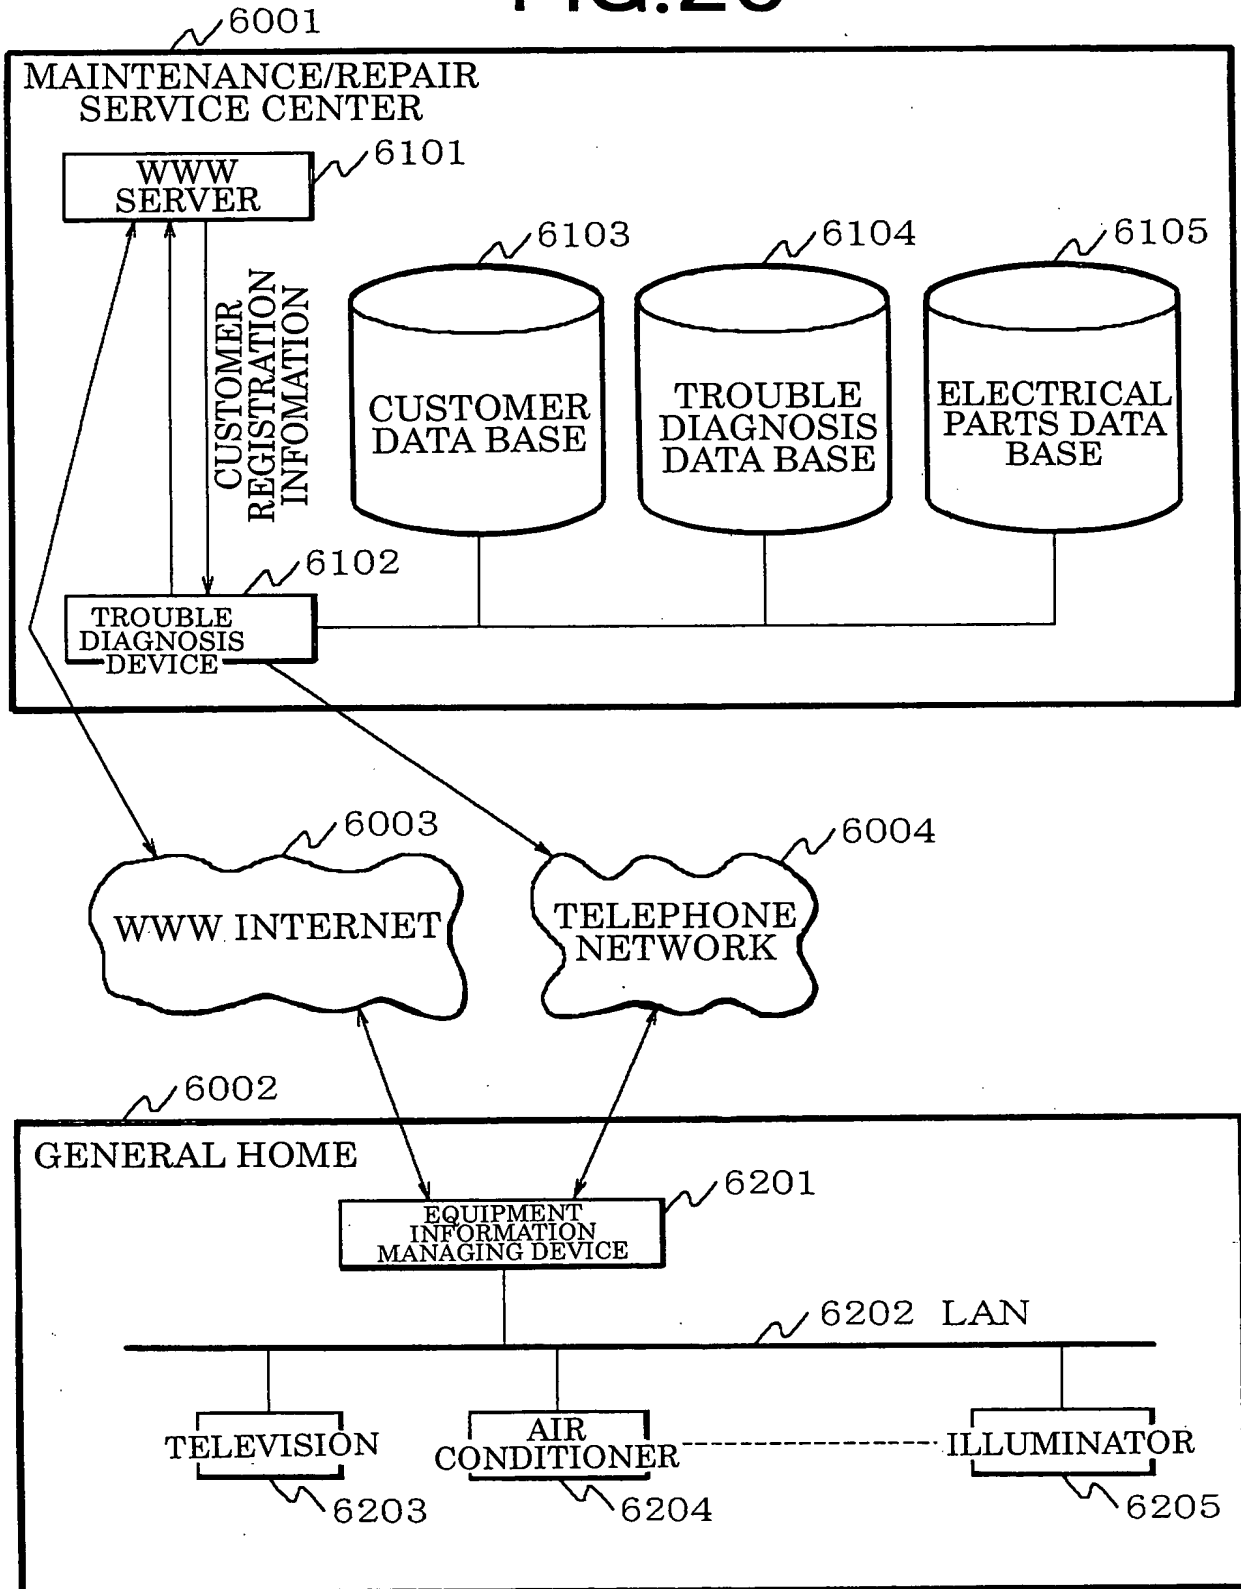 6001
MAINTENANCE/REPAIR
SERVICE CENTER
WWW
SERVER
6101
CUSTOMER
REGISTRATION
INFOMATION
6103
CUSTOMER
DATA BASE
6104
TROUBLE
DIAGNOSIS
DATA BASE
6105
ELECTRICAL
PARTS DATA
BASE
6102
TROUBLE
DIAGNOSIS
DEVICE
6003
WWW INTERNET
6004
TELEPHONE
NETWORK
6002
GENERAL HOME
6201
EQUIPMENT
INFORMATION
MANAGING DEVICE
6202 LAN
TELEVISION
6203
AIR
CONDITIONER
6204
ILLUMINATOR
6205